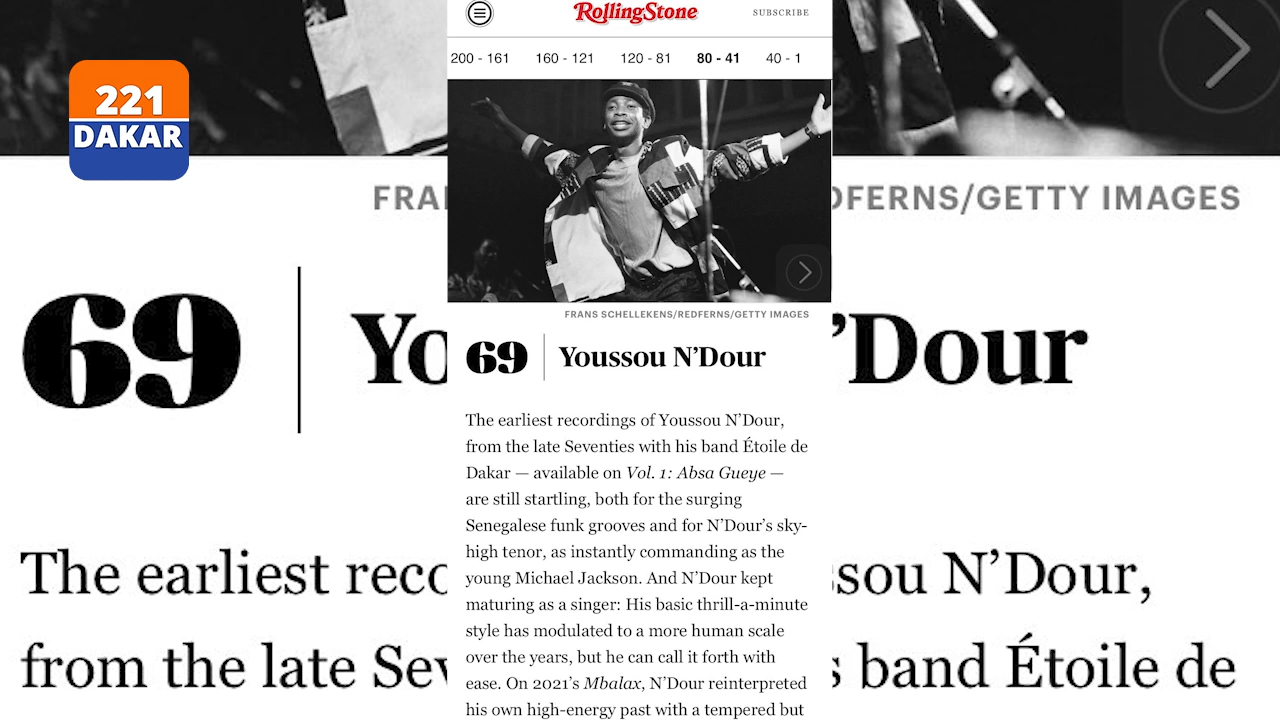 221
DAKAR
RollingStone
SUBSCRIBE
200 - 161
160 - 121
120 - 81
80 - 41
40 - 1
FRANS SCHELLEKENS/REDFERNS/GETTY IMAGES
69
Youssou N’Dour
The earliest recordings of Youssou N’Dour,
from the late Seventies with his band Étoile de
Dakar — available on Vol. 1: Absa Gueye —
are still startling, both for the surging
Senegalese funk grooves and for N’Dour’s sky-
high tenor, as instantly commanding as the
young Michael Jackson. And N’Dour kept
maturing as a singer: His basic thrill-a-minute
style has modulated to a more human scale
over the years, but he can call it forth with
ease. On 2021’s Mbalax, N’Dour reinterpreted
his own high-energy past with a tempered but
FRA
DFERNS/GETTY IMAGES
69
Yo
’Dour
The earliest reco
ssou N’Dour,
from the late Sev
s band Étoile de